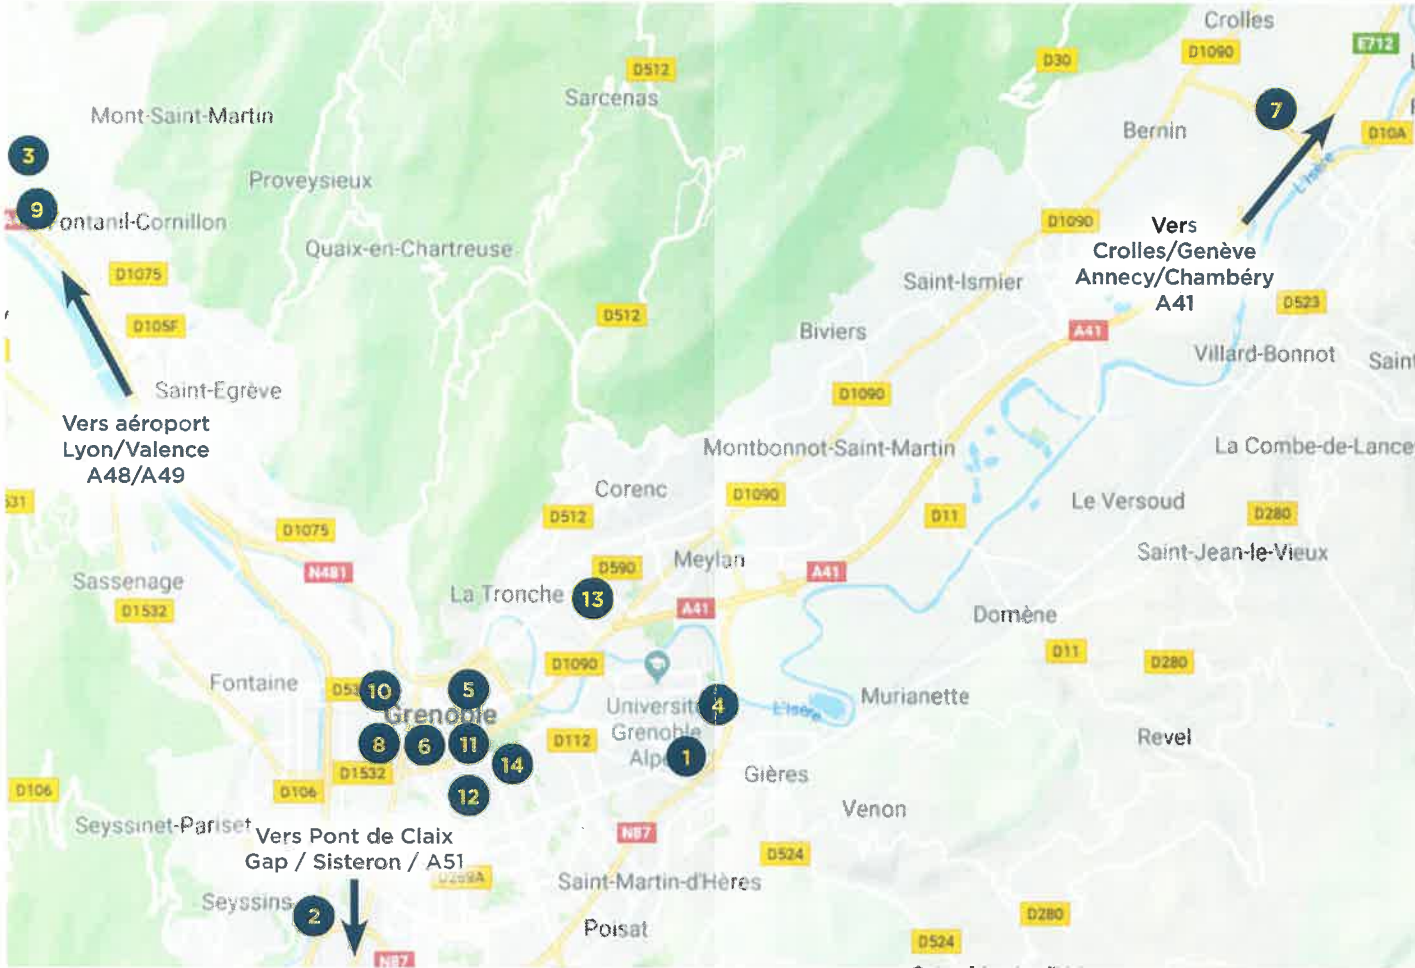 Crolles
E712
D1090
D30
D512
Sarcenas
7
Mont-Saint-Martin
Bernin
D10A
3
Proveysieux
L'Isère
9
Fontanil-Cornillon
D1090
Vers
Crolles/Genève
Annecy/Chambéry
A41
Quaix-en-Chartreuse
D1075
Saint-Ismier
D523
D512
D105F
Biviers
A41
Villard-Bonnot
Saint
Saint-Egrève
D1090
Vers aéroport
Lyon/Valence
A48/A49
Montbonnot-Saint-Martin
La Combe-de-Lance
Corenc
D1090
Le Versoud
531
D512
D11
D280
D1075
Saint-Jean-le-Vieux
Meylan
N481
D590
A41
Sassenage
La Tronche
13
A41
D1532
Domène
D11
D280
D1090
Fontaine
D53
10
5
Grenoble
Université
Grenoble
Alpes
4
L'Isère
Murianette
8
6
11
D112
1
Revel
14
D1532
Gières
D106
D106
12
Venon
Seyssinet-Pariset
Vers Pont de Claix
Gap / Sisteron / A51
N87
D524
D269A
Saint-Martin-d'Hères
Seyssins
2
D280
Poisat
D524
N87